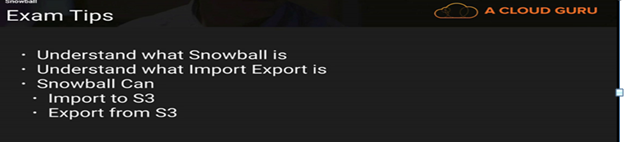 Snowball
Exam Tips
A CLOUD GURU
Understand what Snowball is
Understand what Import Export is
Snowball Can
Import to S3
Export from S3